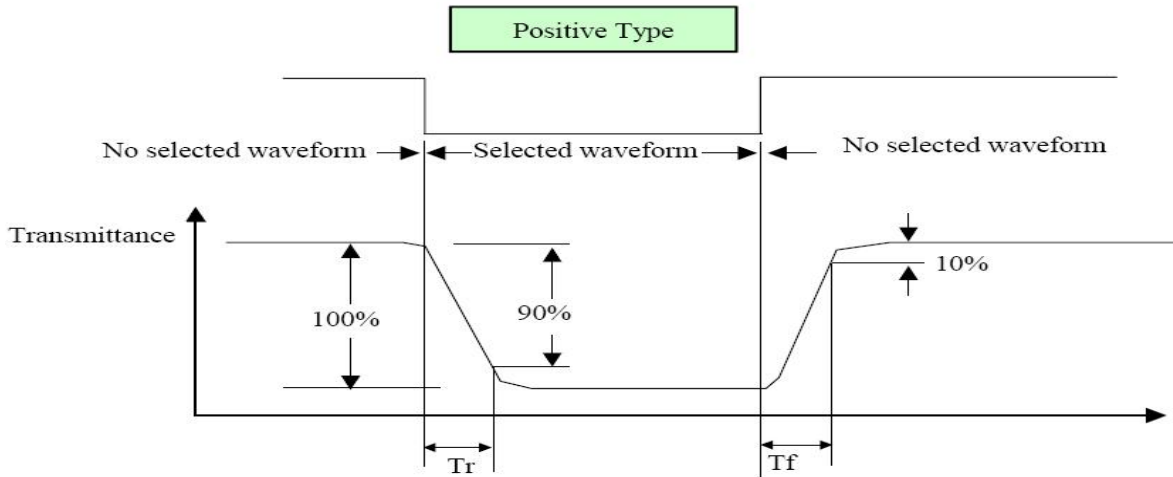 Positive Type
No selected waveform
Selected waveform
No selected waveform
Transmittance
100%
90%
10%
Tr
Tf